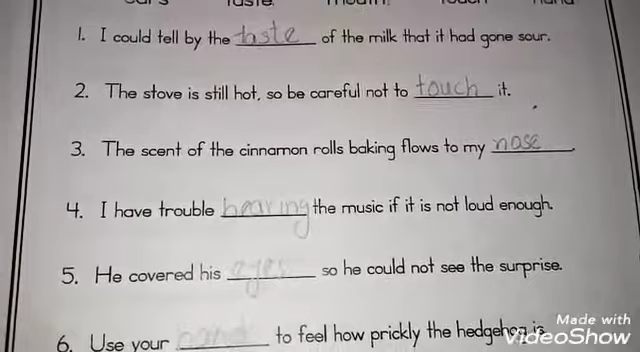 taste mouth touch hand
1. I could tell by the taste of the milk that it had gone sour.
2. The stove is still hot, so be careful not to touch it.
3. The scent of the cinnamon rolls baking flows to my nose.
4. I have trouble hearing the music if it is not loud enough.
5. He covered his eyes so he could not see the surprise.
6. Use your hand to feel how prickly the hedgehog is.
Made with
VideoShow